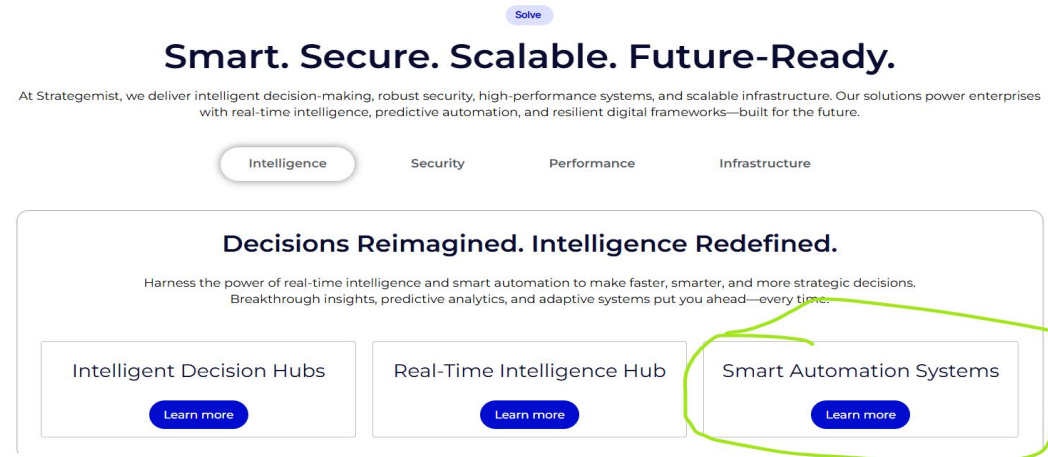 Solve
Smart. Secure. Scalable. Future-Ready.
At Strategemist, we deliver intelligent decision-making, robust security, high-performance systems, and scalable infrastructure. Our solutions power enterprises
with real-time intelligence, predictive automation, and resilient digital frameworks—built for the future.
Intelligence Security Performance Infrastructure
Decisions Reimagined. Intelligence Redefined.
Harness the power of real-time intelligence and smart automation to make faster, smarter, and more strategic decisions.
Breakthrough insights, predictive analytics, and adaptive systems put you ahead—every time.
Intelligent Decision Hubs Real-Time Intelligence Hub Smart Automation Systems
Learn more Learn more Learn more